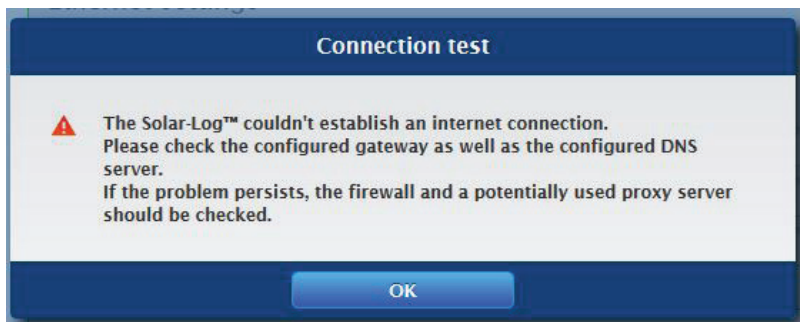 Connection test
The Solar-Log™ couldn't establish an internet connection.
Please check the configured gateway as well as the configured DNS
server.
If the problem persists, the firewall and a potentially used proxy server
should be checked.
OK